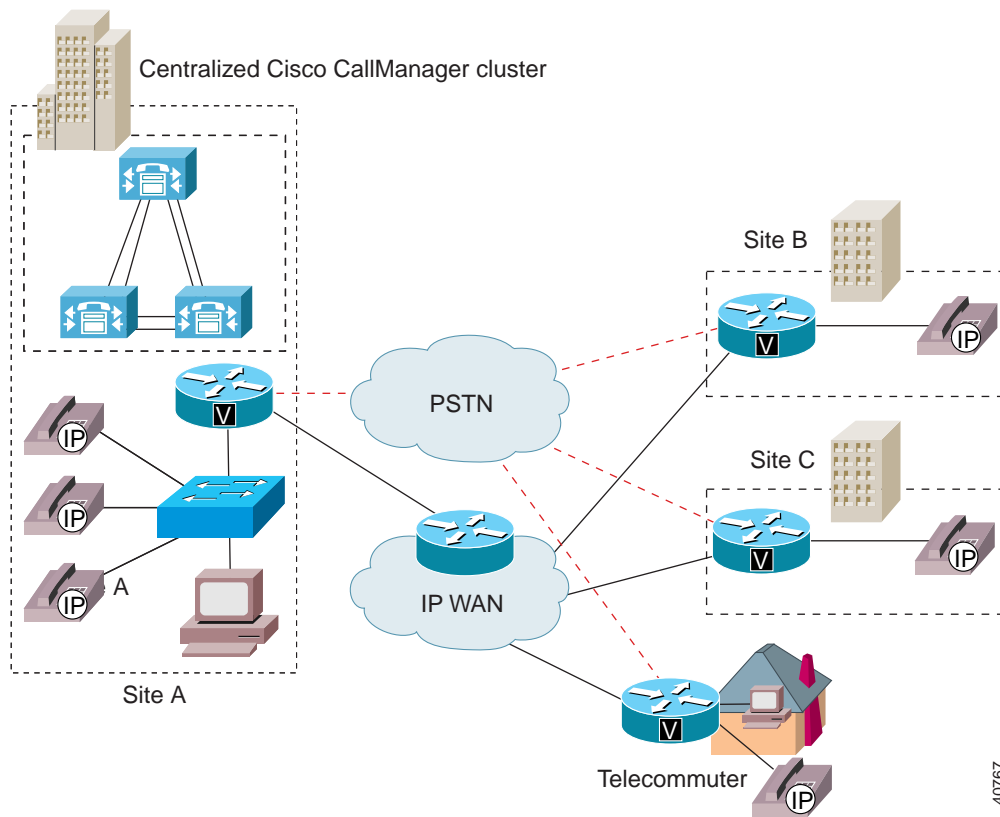 Centralized Cisco CallManager cluster
Site B
V
IP
PSTN
V
IP
IP
IP
A
Site C
V
IP
IP WAN
Site A
V
Telecommuter
IP
40767